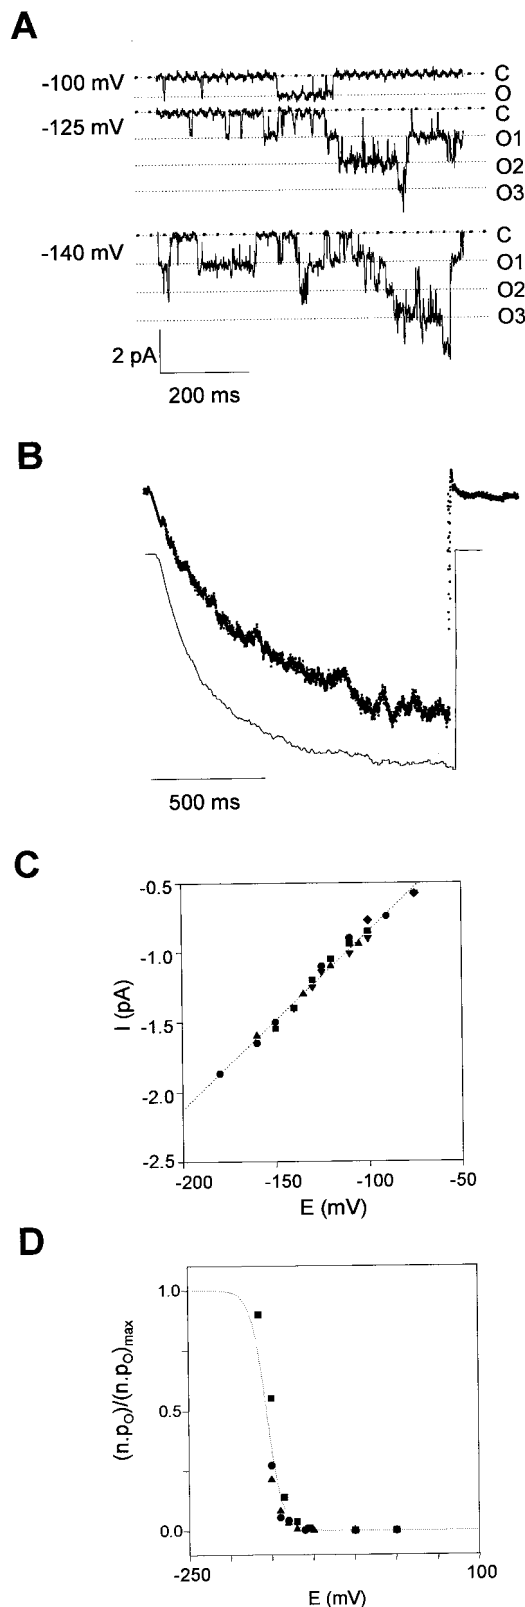 A
-100 mV
C
O
-125 mV
C
O1
O2
O3
-140 mV
C
O1
O2
O3
2 pA
200 ms
B
500 ms
C
-0.5
-1.0
-1.5
-2.0
-2.5
I (pA)
-200 -150 -100 -50
E (mV)
D
1.0
0.5
0.0
(n.pO)/(n.pO)max
-250 100
E (mV)